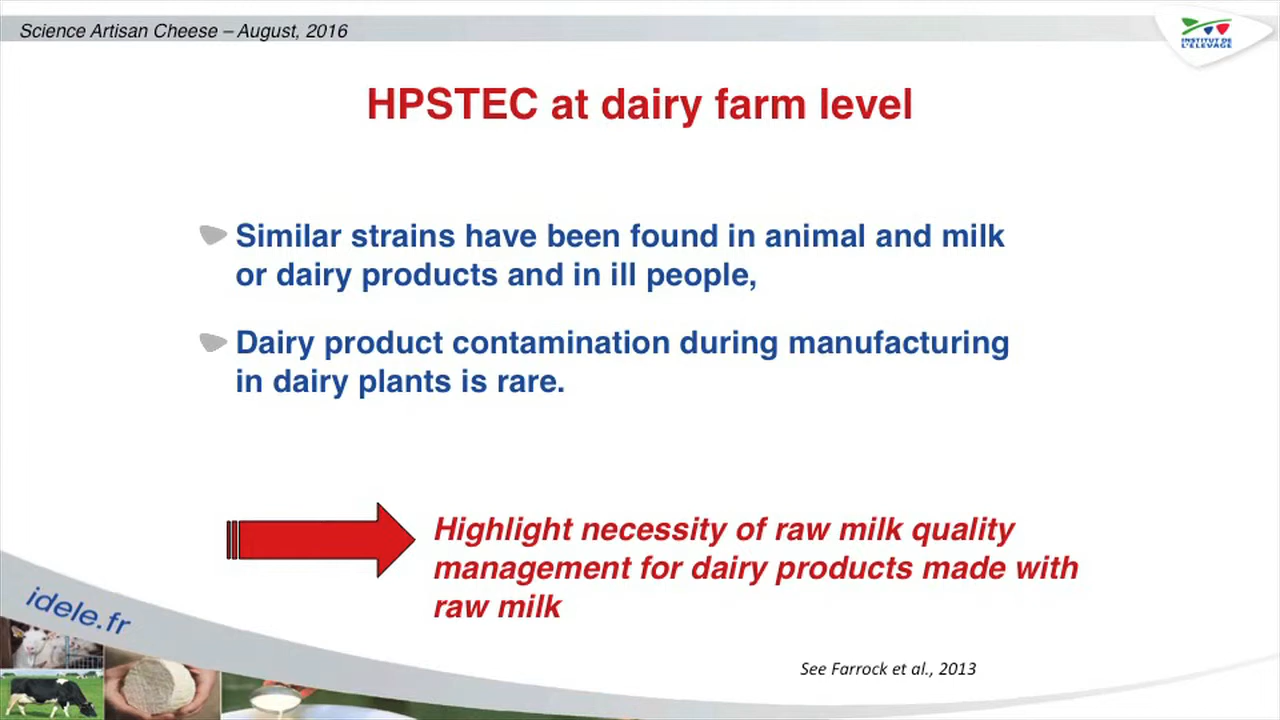 Science Artisan Cheese – August, 2016
INSTITUT DE
L'ELEVAGE
HPSTEC at dairy farm level
Similar strains have been found in animal and milk
or dairy products and in ill people,
Dairy product contamination during manufacturing
in dairy plants is rare.
Highlight necessity of raw milk quality
management for dairy products made with
raw milk
idele.fr
See Farrock et al., 2013